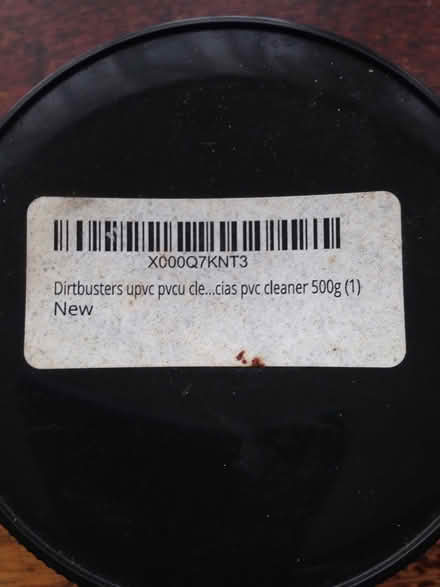 X000Q7KNT3
Dirtbusters upvc pvcu cle...cias pvc cleaner 500g (1)
New